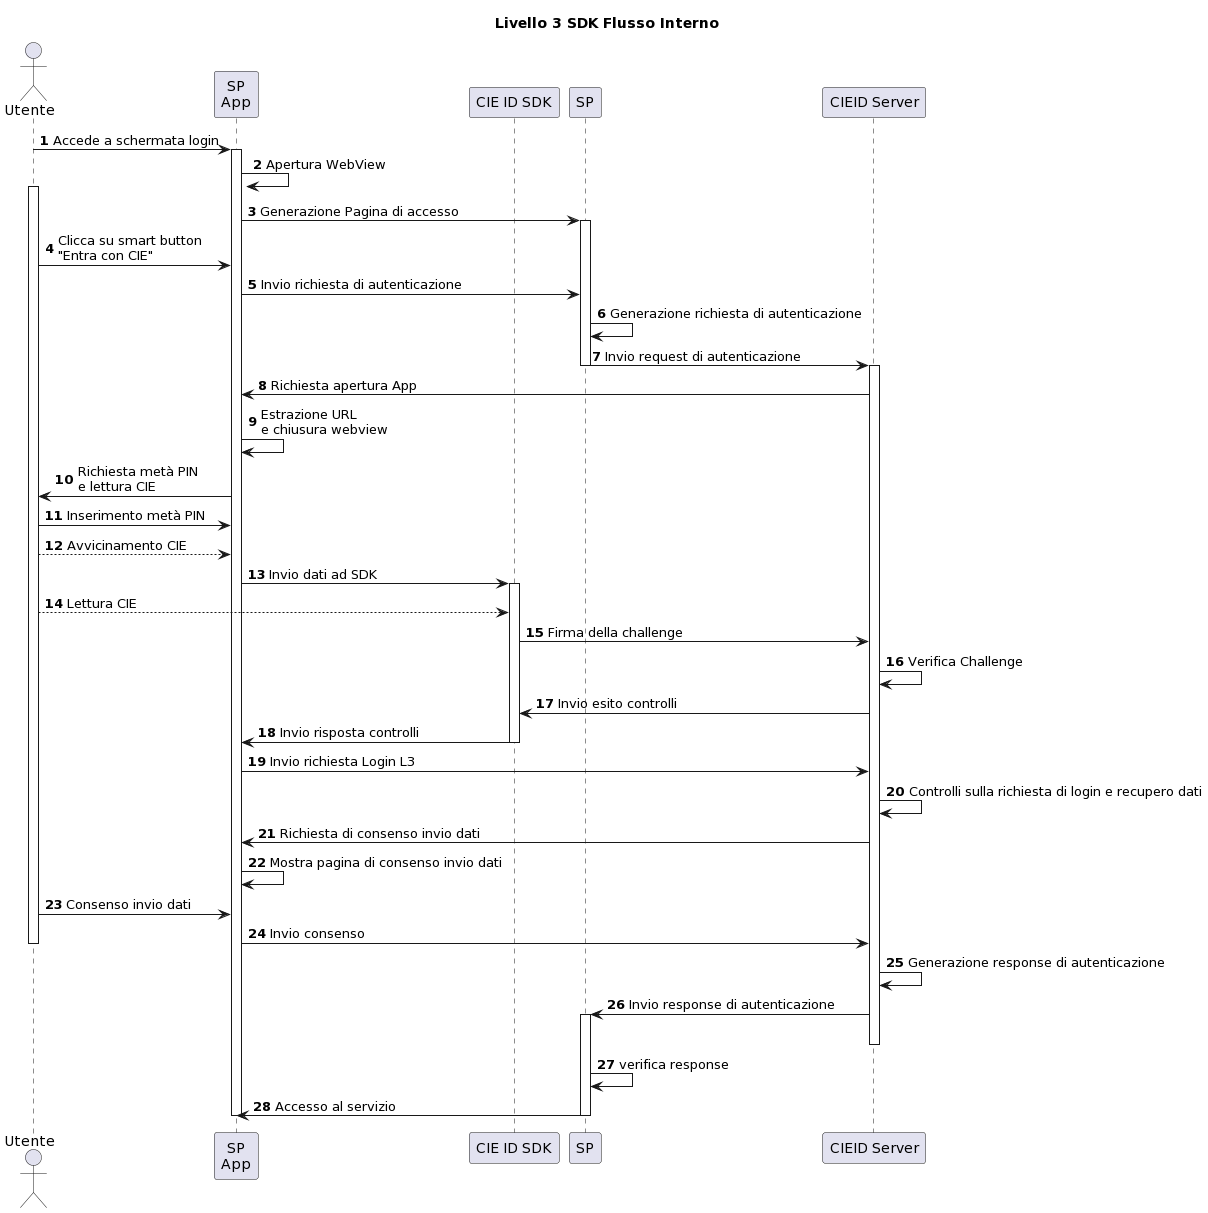 Livello 3 SDK Flusso Interno
Utente
SP
App
CIE ID SDK
SP
CIEID Server
1 Accede a schermata login
2 Apertura WebView
3 Generazione Pagina di accesso
4 Clicca su smart button
"Entra con CIE"
5 Invio richiesta di autenticazione
6 Generazione richiesta di autenticazione
7 Invio request di autenticazione
8 Richiesta apertura App
9 Estrazione URL
e chiusura webview
10 Richiesta metà PIN
e lettura CIE
11 Inserimento metà PIN
12 Avvicinamento CIE
13 Invio dati ad SDK
14 Lettura CIE
15 Firma della challenge
16 Verifica Challenge
17 Invio esito controlli
18 Invio risposta controlli
19 Invio richiesta Login L3
20 Controlli sulla richiesta di login e recupero dati
21 Richiesta di consenso invio dati
22 Mostra pagina di consenso invio dati
23 Consenso invio dati
24 Invio consenso
25 Generazione response di autenticazione
26 Invio response di autenticazione
27 verifica response
28 Accesso al servizio
Utente
SP
App
CIE ID SDK
SP
CIEID Server